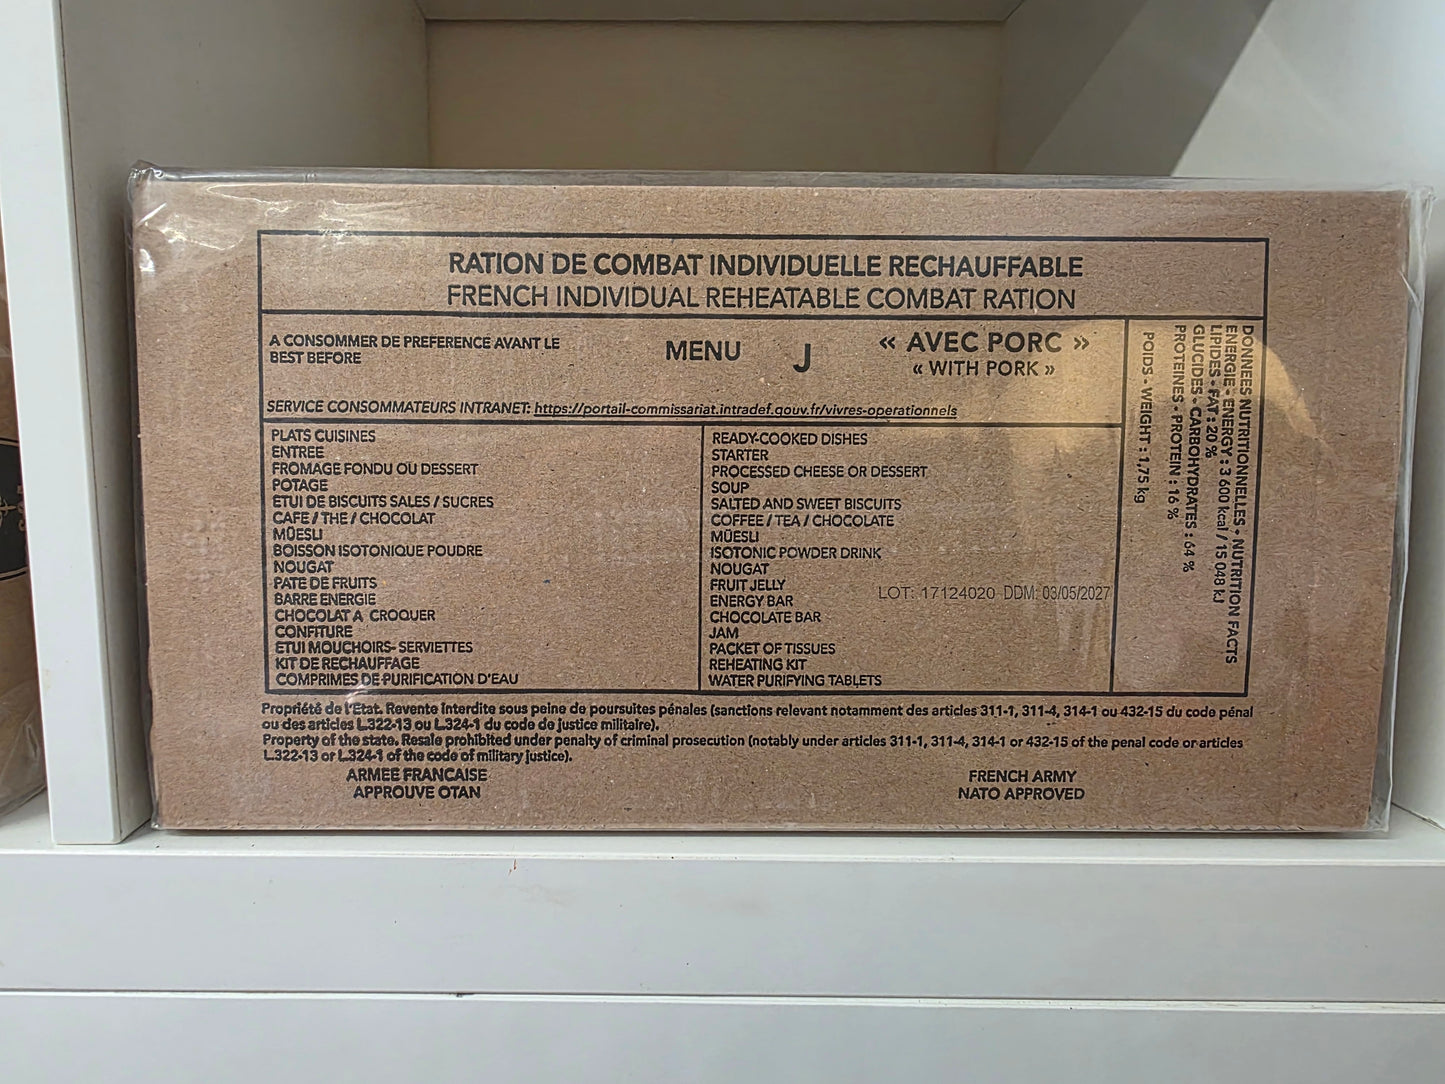 RATION DE COMBAT INDIVIDUELLE RECHAUFFABLE
FRENCH INDIVIDUAL REHEATABLE COMBAT RATION
A CONSOMMER DE PREFERENCE AVANT LE
BEST BEFORE
MENU J
« AVEC PORC »
« WITH PORK »
SERVICE CONSOMMATEURS INTRANET: https://portail-commissariat.intradef.gouv.fr/vivres-operationnels
PLATS CUISINES
ENTREE
FROMAGE FONDU OU DESSERT
POTAGE
ETUI DE BISCUITS SALES / SUCRES
CAFE / THE / CHOCOLAT
MÜESLI
BOISSON ISOTONIQUE POUDRE
NOUGAT
PATE DE FRUITS
BARRE ENERGIE
CHOCOLAT A CROQUER
CONFITURE
ETUI MOUCHOIRS- SERVIETTES
KIT DE RECHAUFFAGE
COMPRIMES DE PURIFICATION D'EAU
READY-COOKED DISHES
STARTER
PROCESSED CHEESE OR DESSERT
SOUP
SALTED AND SWEET BISCUITS
COFFEE / TEA / CHOCOLATE
MÜESLI
ISOTONIC POWDER DRINK
NOUGAT
FRUIT JELLY
ENERGY BAR
CHOCOLATE BAR
JAM
PACKET OF TISSUES
REHEATING KIT
WATER PURIFYING TABLETS
LOT: 17124020 DDM: 03/05/2027
DONNEES NUTRITIONNELLES - NUTRITION FACTS
ENERGIE - ENERGY : 3 600 kcal / 15 048 kJ
LIPIDES - FAT : 20 %
GLUCIDES - CARBOHYDRATES : 64 %
PROTEINES - PROTEIN : 16 %
POIDS - WEIGHT : 1,75 kg
Propriété de l'Etat. Revente interdite sous peine de poursuites pénales (sanctions relevant notamment des articles 311-1, 311-4, 314-1 ou 432-15 du code pénal
ou des articles L.322-13 ou L.324-1 du code de justice militaire).
Property of the state. Resale prohibited under penalty of criminal prosecution (notably under articles 311-1, 311-4, 314-1 or 432-15 of the penal code or articles
L.322-13 or L.324-1 of the code of military justice).
ARMEE FRANCAISE
APPROUVE OTAN
FRENCH ARMY
NATO APPROVED